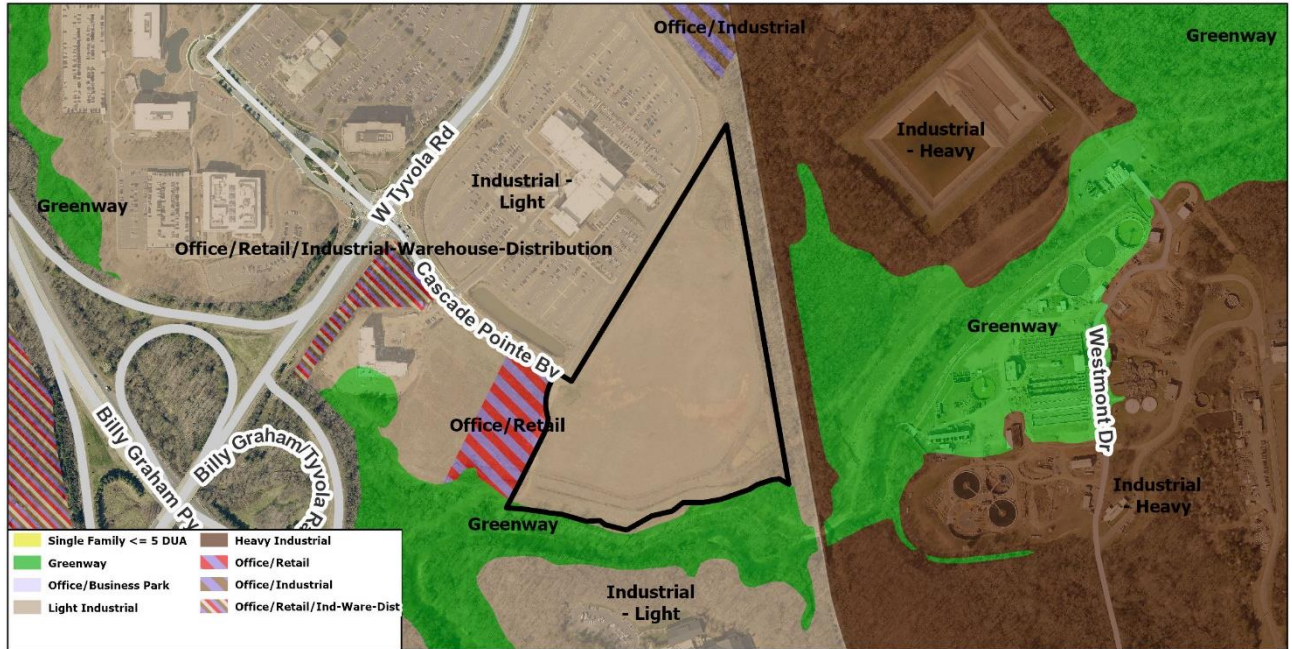 Office/Industrial
Greenway
Industrial
- Heavy
W Tyvola Rd
Industrial -
Light
Greenway
Office/Retail/Industrial-Warehouse-Distribution
Cascade Pointe Bv
Greenway
Westmont Dr
Office/Retail
Billy Graham Py
Billy Graham/Tyvola Ra
Industrial
- Heavy
Greenway
Industrial
- Light
Single Family <= 5 DUA
Greenway
Office/Business Park
Light Industrial
Heavy Industrial
Office/Retail
Office/Industrial
Office/Retail/Ind-Ware-Dist